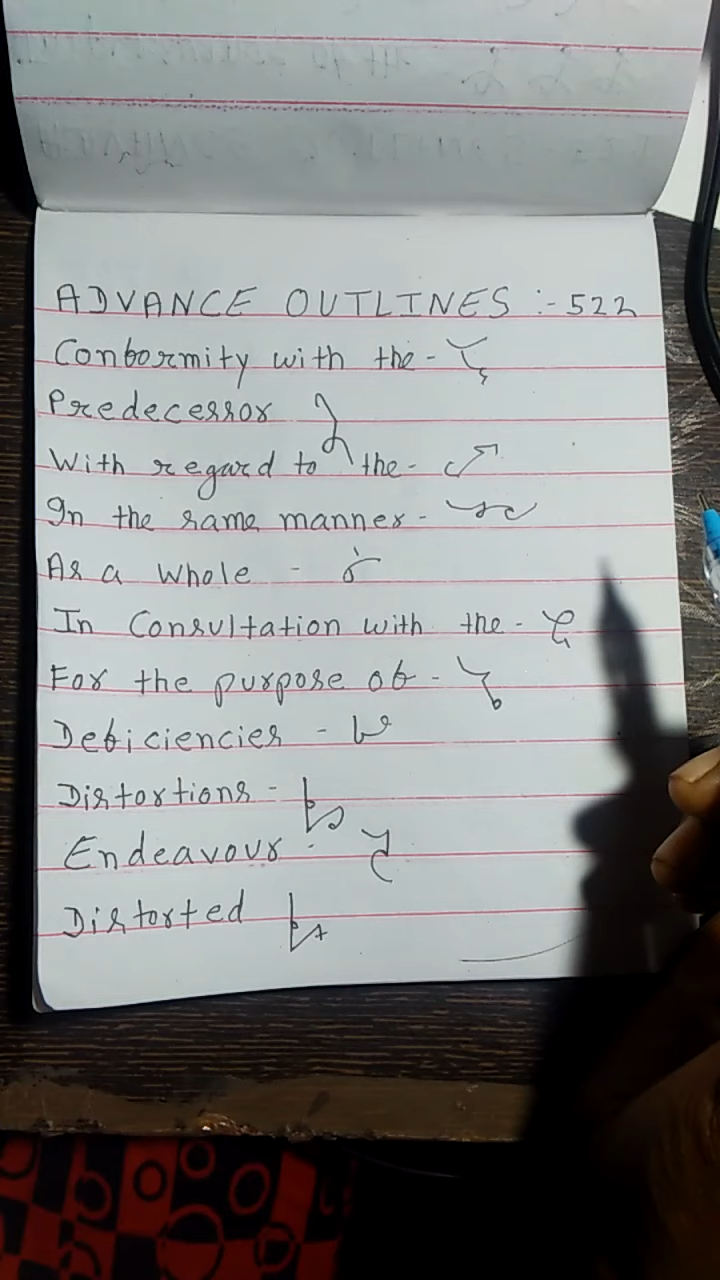 ADVANCE OUTLINES :- 522
Conformity with the -
Predecessor
With regard to the -
In the same manner -
As a whole -
In Consultation with the -
For the purpose of -
Deficiencies -
Distortions -
Endeavour -
Distorted